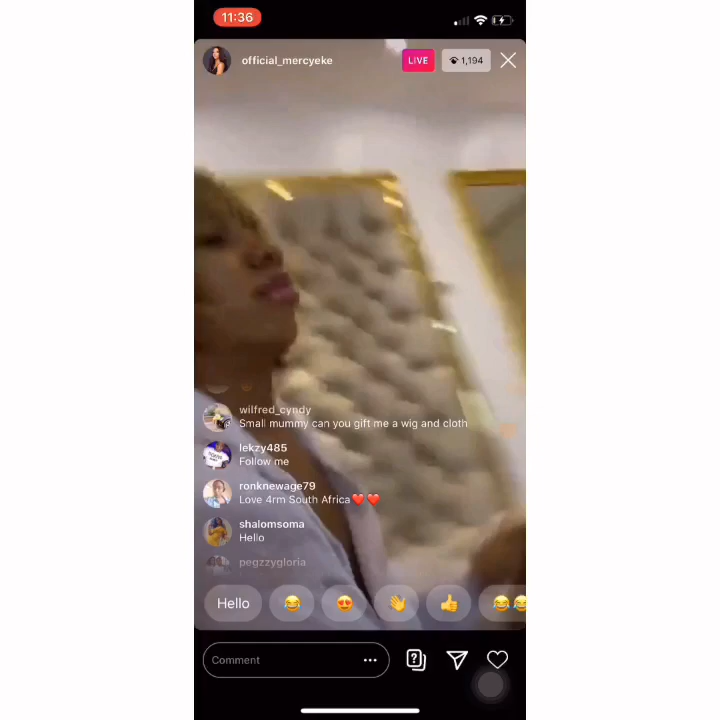 11:36
official_mercyeke
LIVE
1,194
wilfred_cyndy
Small mummy can you gift me a wig and cloth
lekzy485
Follow me
ronknewage79
Love 4rm South Africa❤️❤️
shalomsoma
Hello
pegzzygloria
Hello 😂 😍 👋 👍 😂😂
Comment